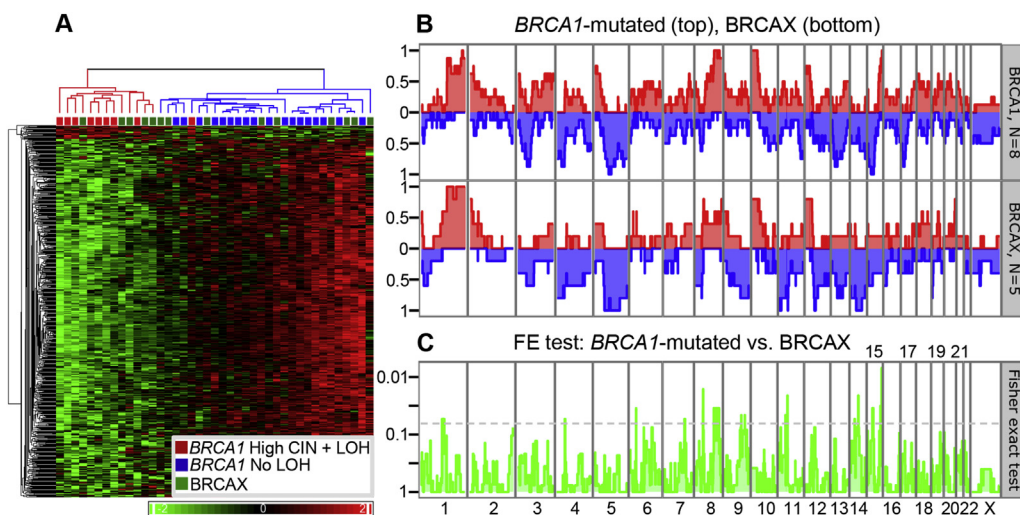 A
B
BRCA1-mutated (top), BRCAX (bottom)
1
0.5
0
0.5
1
BRCA1, N=8
1
0.5
0
0.5
1
BRCAX, N=5
BRCA1 High CIN + LOH
BRCA1 No LOH
BRCAX
-2 0 2
C
FE test: BRCA1-mutated vs. BRCAX
15 17 19 21
0.01
0.1
1
Fisher exact test
1 2 3 4 5 6 7 8 9 10 11 12 13 14 16 18 20 22 X